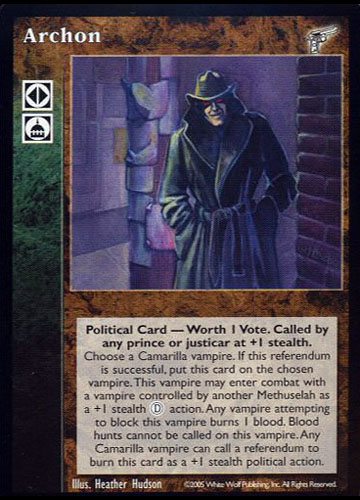 Archon
Political Card — Worth 1 Vote. Called by
any prince or justicar at +1 stealth.
Choose a Camarilla vampire. If this referendum
is successful, put this card on the chosen
vampire. This vampire may enter combat with
a vampire controlled by another Methuselah as
a +1 stealth Ⓓ action. Any vampire attempting
to block this vampire burns 1 blood. Blood
hunts cannot be called on this vampire. Any
Camarilla vampire can call a referendum to
burn this card as a +1 stealth political action.
Illus. Heather Hudson ©2005 White Wolf Publishing, Inc. All Rights Reserved.